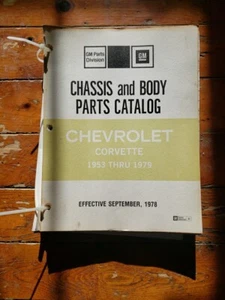 GM Parts
Division
GM
CHASSIS and BODY
PARTS CATALOG
CHEVROLET
CORVETTE
1953 THRU 1975
EFFECTIVE SEPTEMBER, 1976